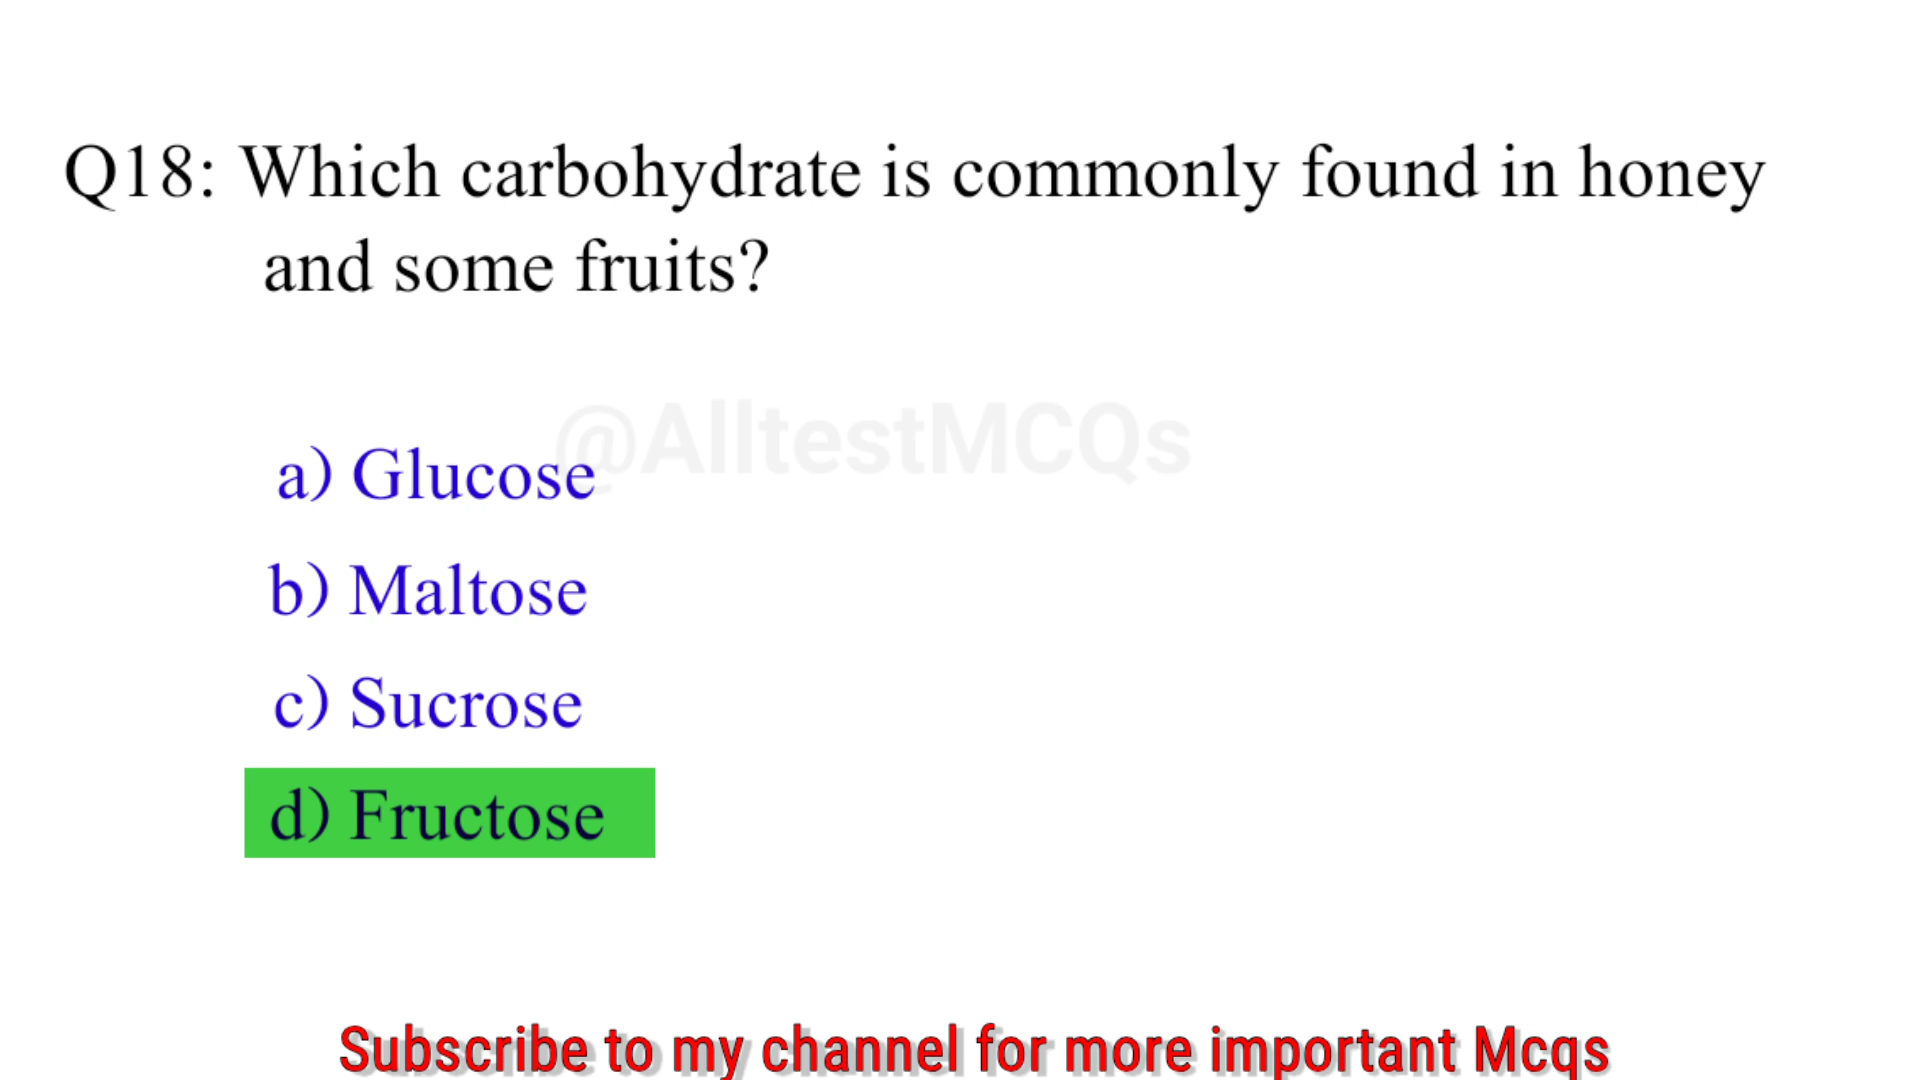 Q18: Which carbohydrate is commonly found in honey
and some fruits?
@AlltestMCQs
a) Glucose
b) Maltose
c) Sucrose
d) Fructose
Subscribe to my channel for more important Mcqs